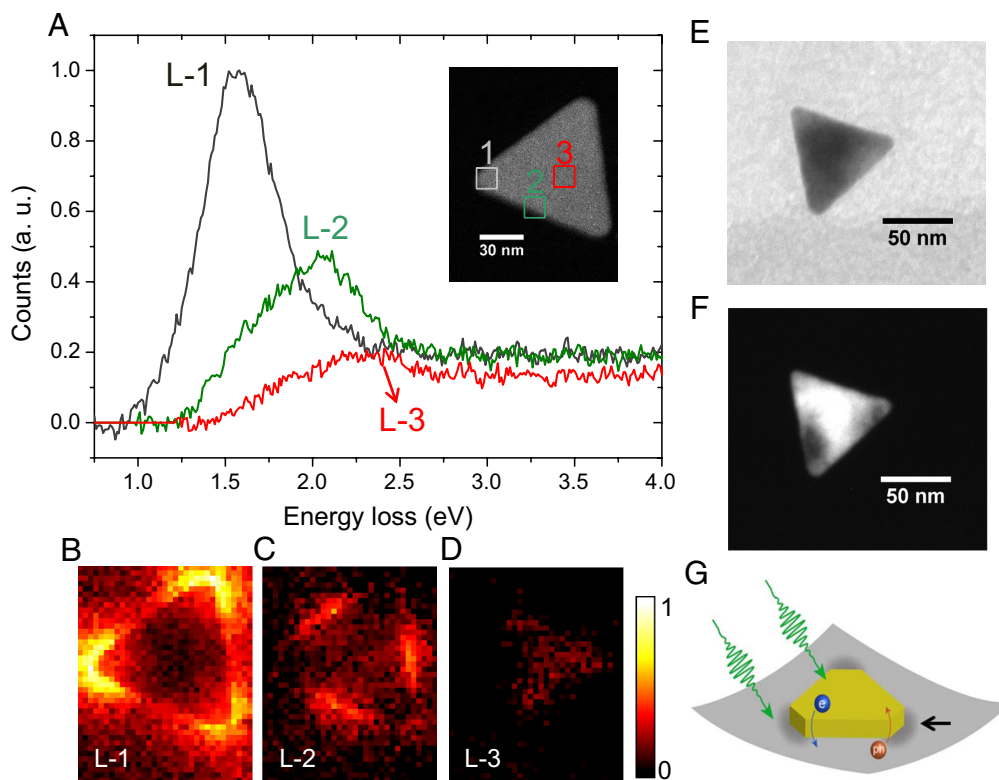 A
L-1
L-2
L-3
1
2
3
30 nm
Counts (a. u.)
1.0
0.8
0.6
0.4
0.2
0.0
1.0 1.5 2.0 2.5 3.0 3.5 4.0
Energy loss (eV)
B
L-1
C
L-2
D
L-3
1
0
E
50 nm
F
50 nm
G
e
ph